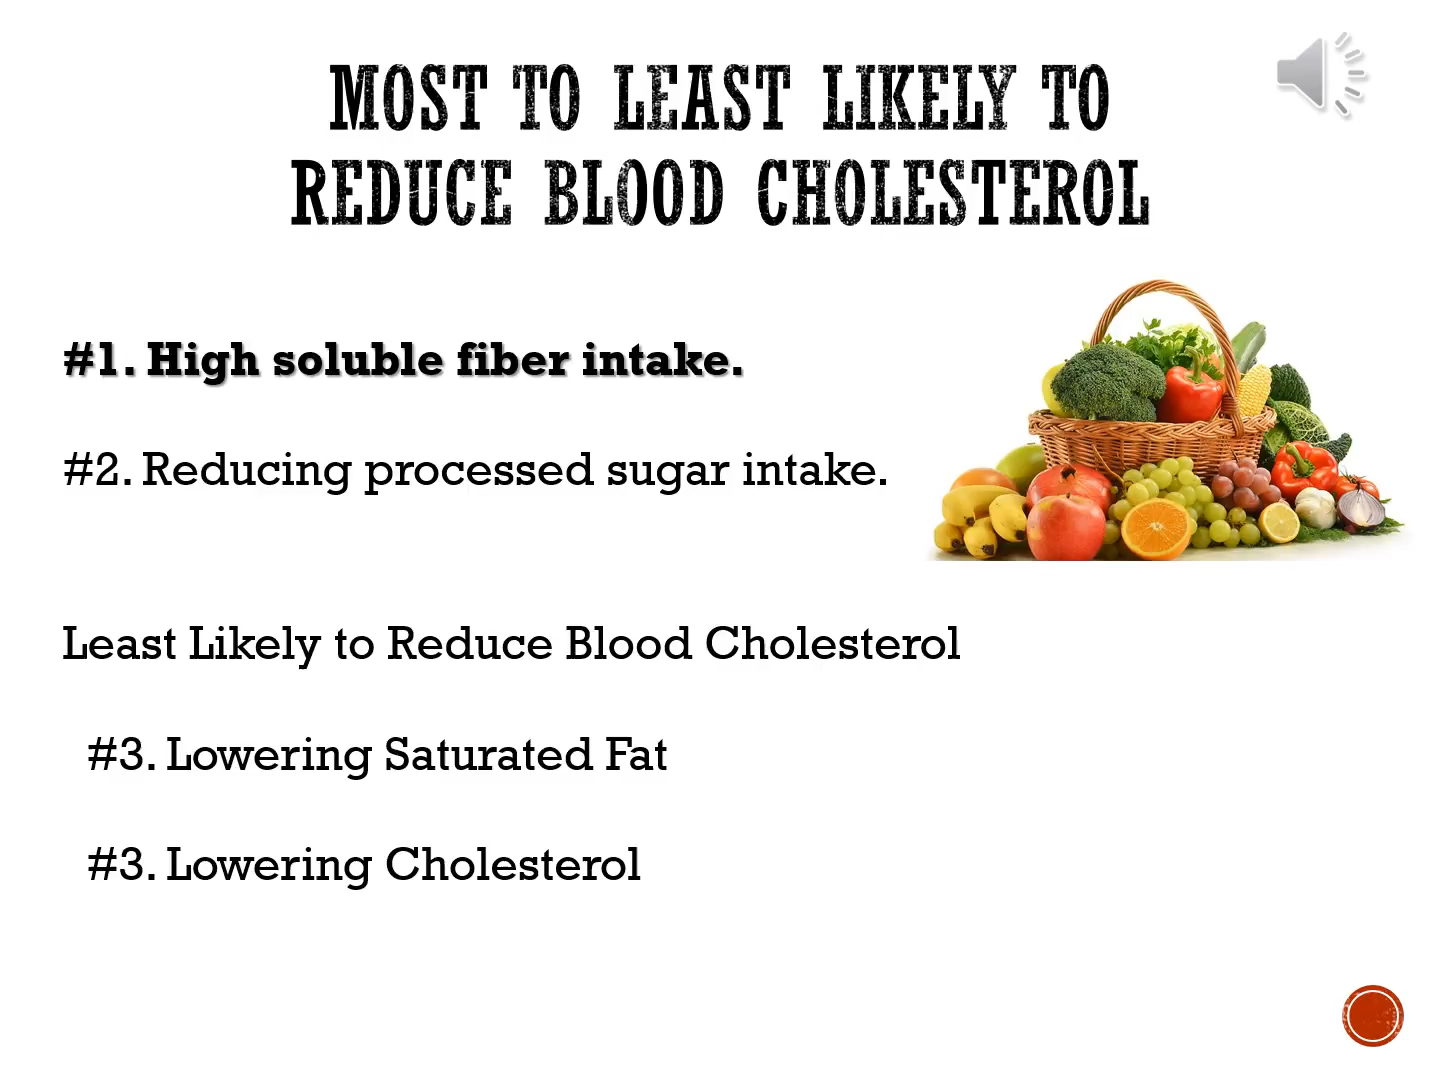 MOST TO LEAST LIKELY TO
REDUCE BLOOD CHOLESTEROL
#1. High soluble fiber intake.
#2. Reducing processed sugar intake.
Least Likely to Reduce Blood Cholesterol
#3. Lowering Saturated Fat
#3. Lowering Cholesterol